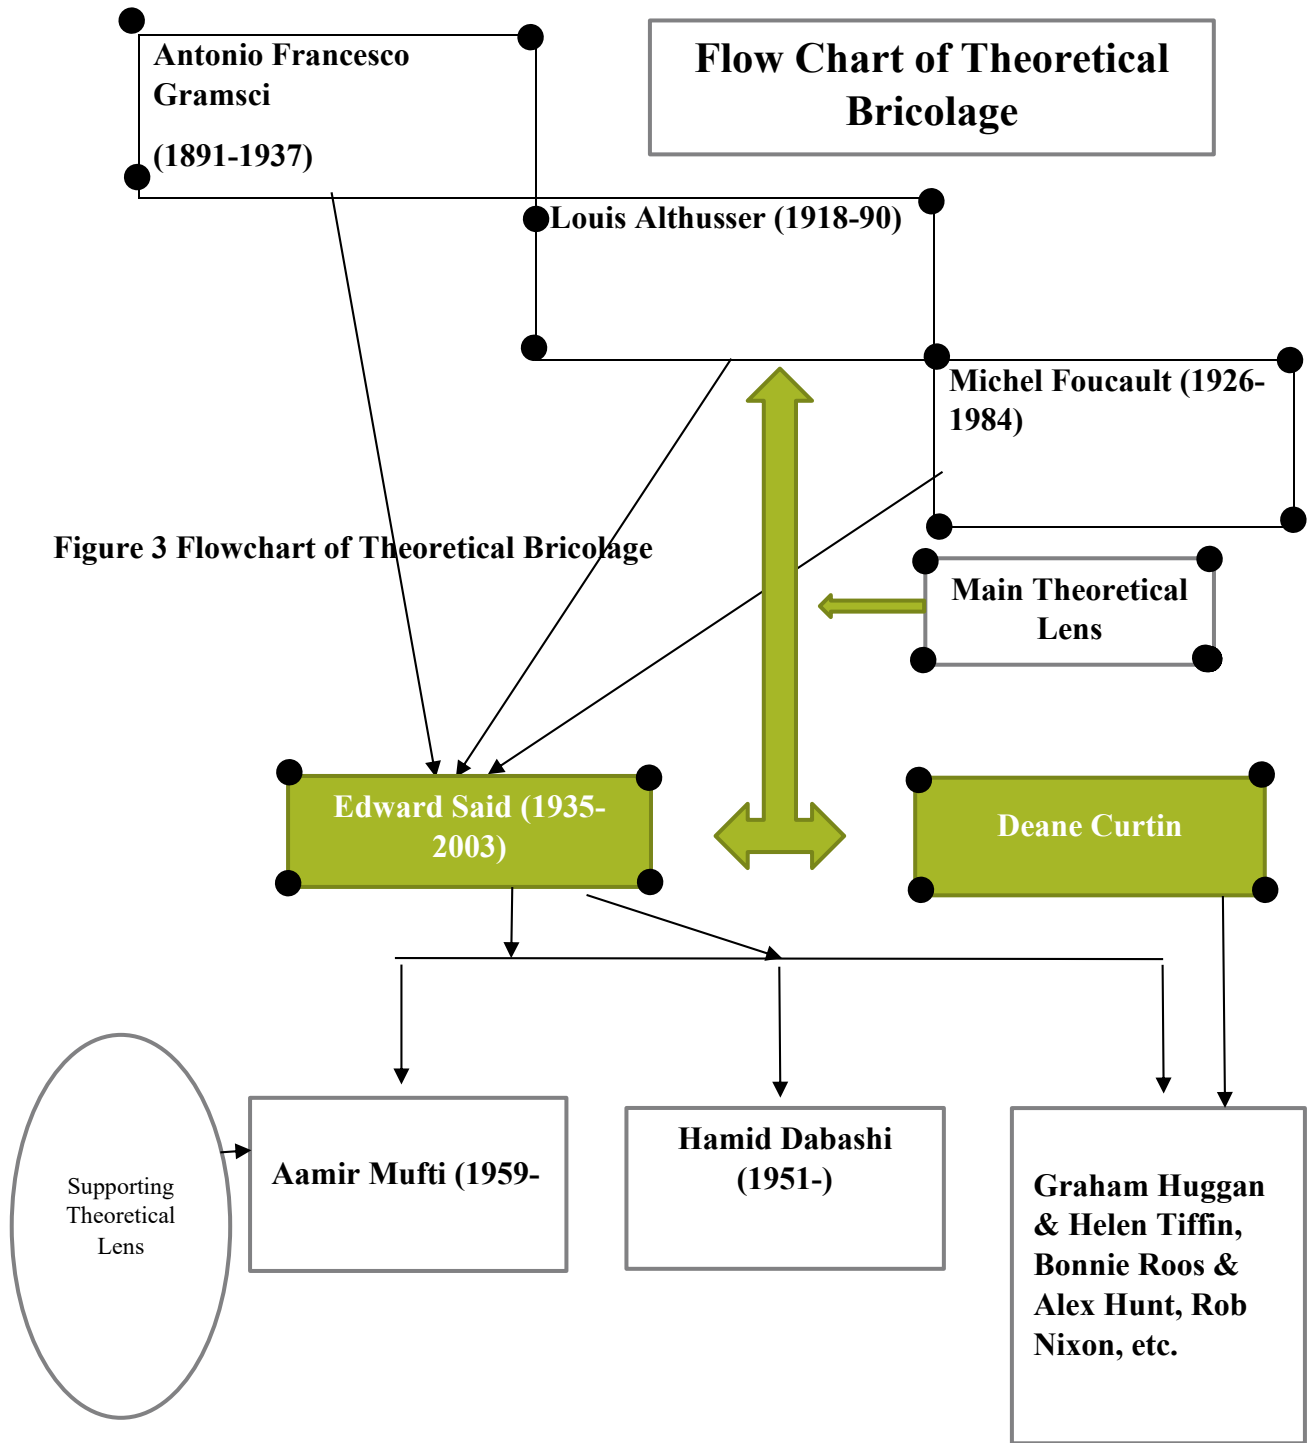 Antonio Francesco
Gramsci
(1891-1937)
Flow Chart of Theoretical
Bricolage
Louis Althusser (1918-90)
Michel Foucault (1926-
1984)
Figure 3 Flowchart of Theoretical Bricolage
Main Theoretical
Lens
Edward Said (1935-
2003)
Deane Curtin
Supporting
Theoretical
Lens
Aamir Mufti (1959-
Hamid Dabashi
(1951-)
Graham Huggan
& Helen Tiffin,
Bonnie Roos &
Alex Hunt, Rob
Nixon, etc.